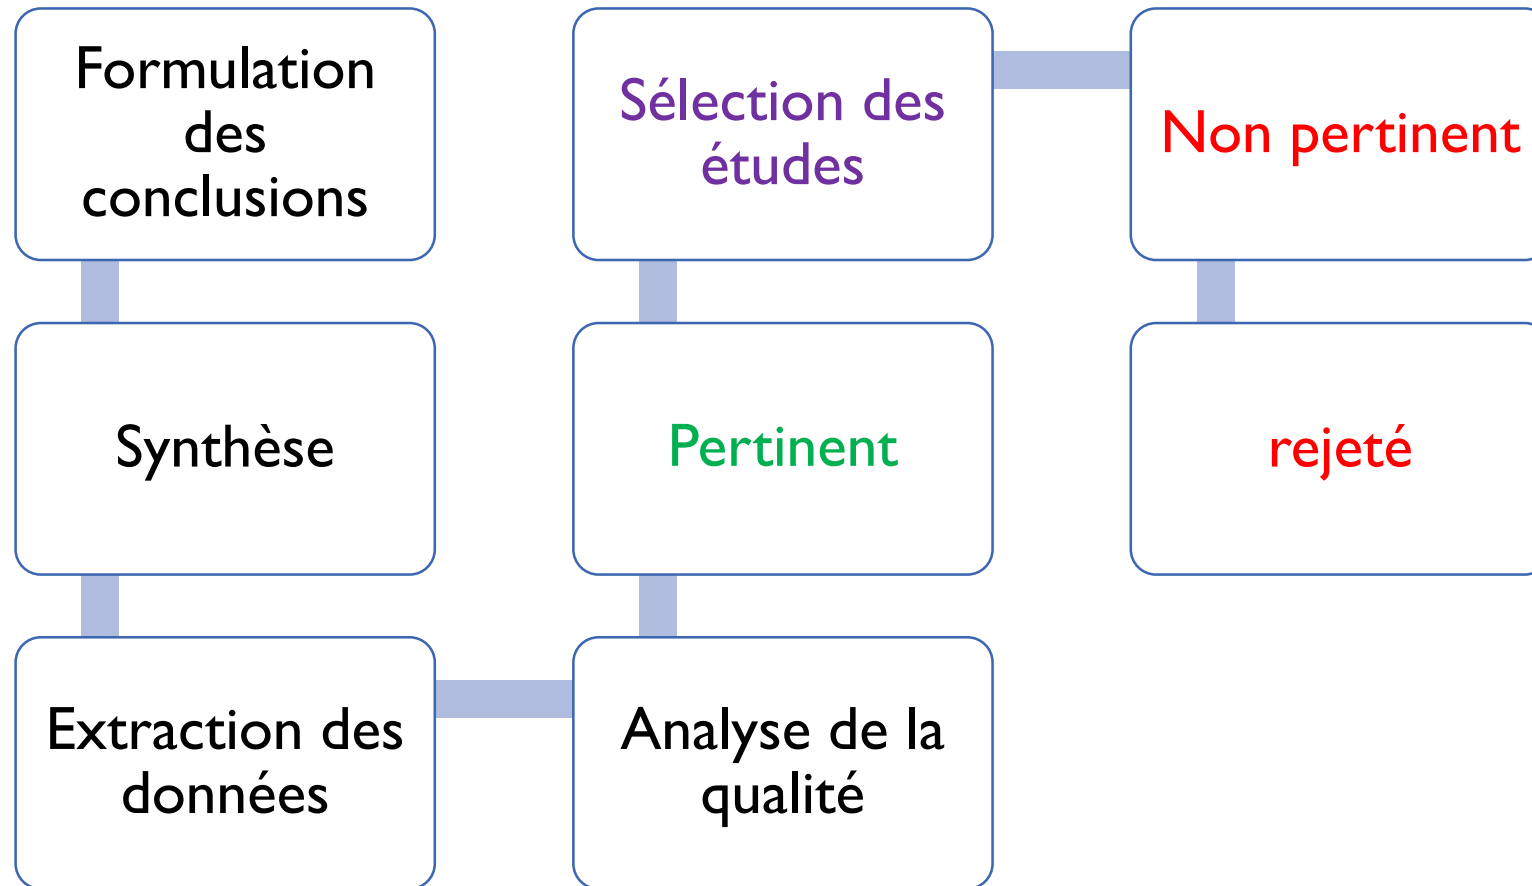 Formulation
des
conclusions
Synthèse
Extraction des
données
Sélection des
études
Pertinent
Analyse de la
qualité
Non pertinent
rejeté